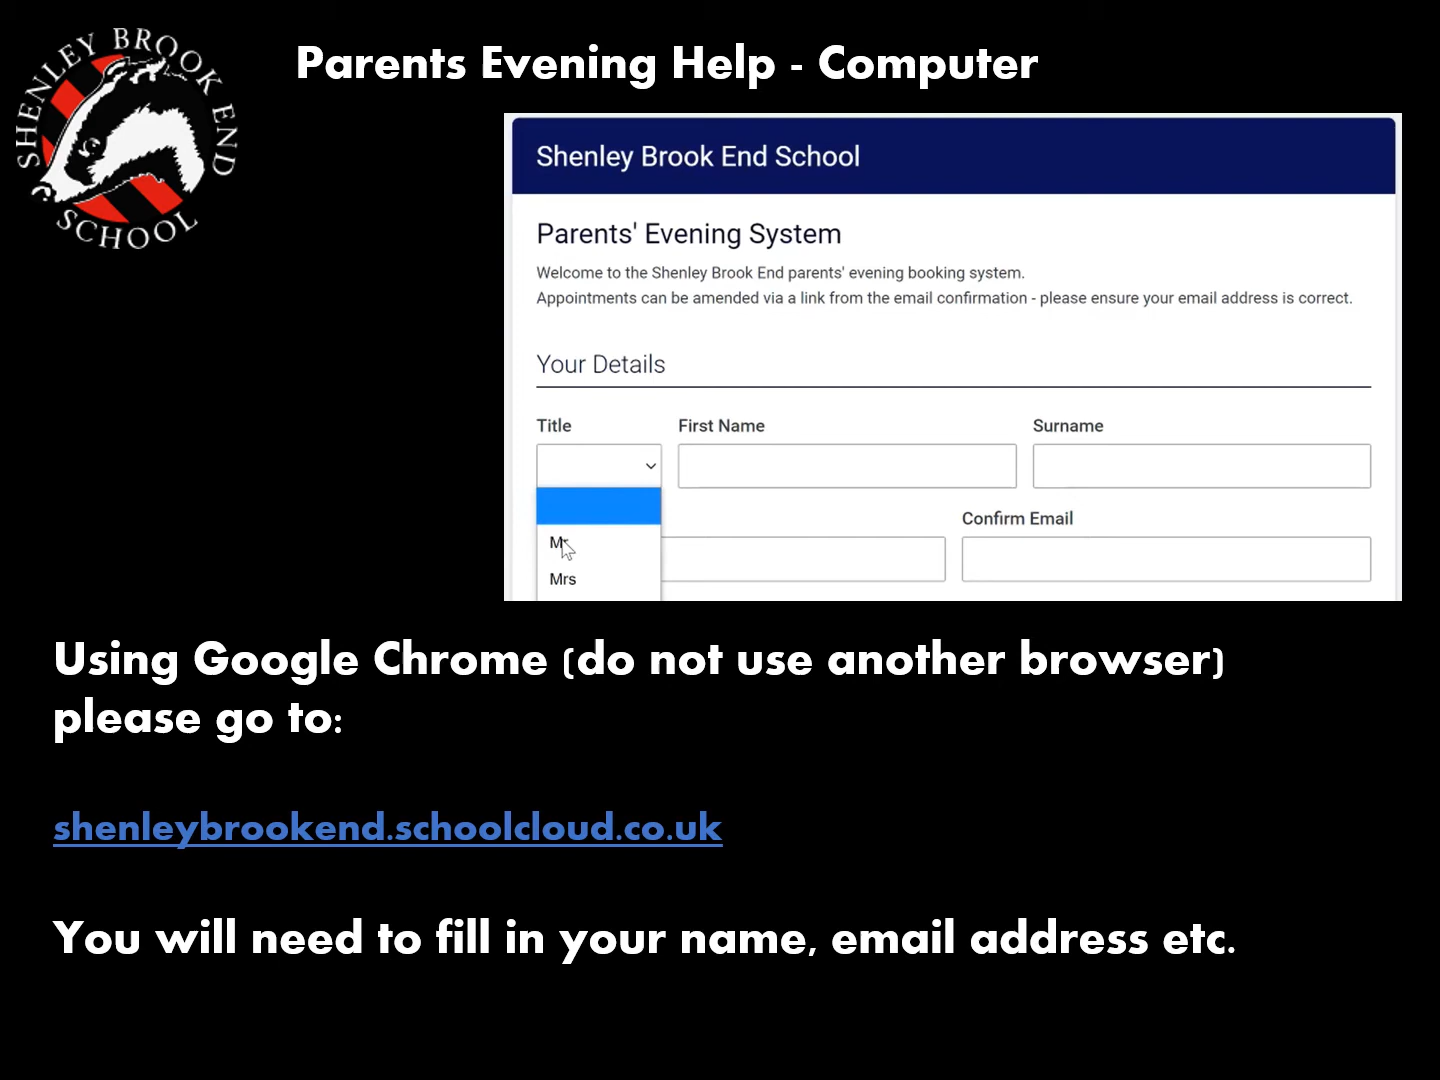 SHENLEY BROOK END
SCHOOL
Parents Evening Help - Computer
Shenley Brook End School
Parents' Evening System
Welcome to the Shenley Brook End parents' evening booking system.
Appointments can be amended via a link from the email confirmation - please ensure your email address is correct.
Your Details
Title First Name Surname
Confirm Email
Mr
Mrs
Using Google Chrome (do not use another browser)
please go to:
shenleybrookend.schoolcloud.co.uk
You will need to fill in your name, email address etc.